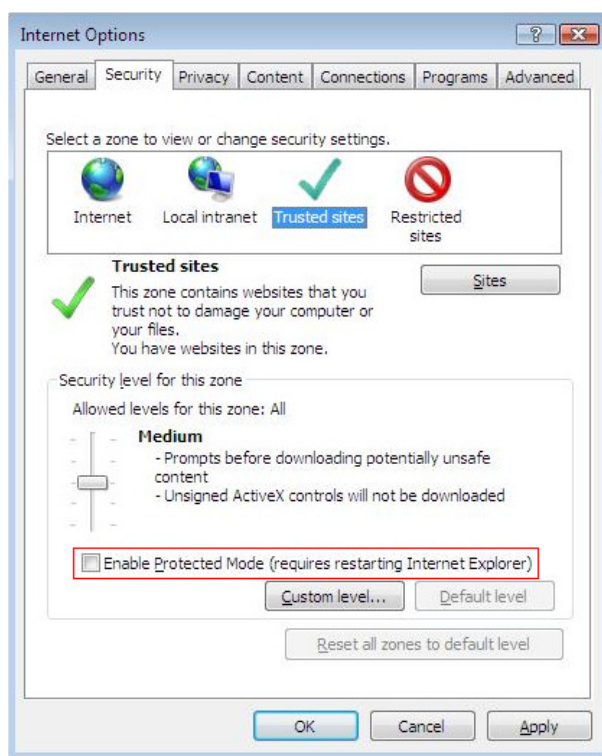 Internet Options
General Security Privacy Content Connections Programs Advanced
Select a zone to view or change security settings.
Internet Local intranet Trusted sites Restricted sites
Trusted sites
Sites
This zone contains websites that you
trust not to damage your computer or
your files.
You have websites in this zone.
Security level for this zone
Allowed levels for this zone: All
Medium
- Prompts before downloading potentially unsafe
content
- Unsigned ActiveX controls will not be downloaded
Enable Protected Mode (requires restarting Internet Explorer)
Custom level... Default level
Reset all zones to default level
OK Cancel Apply